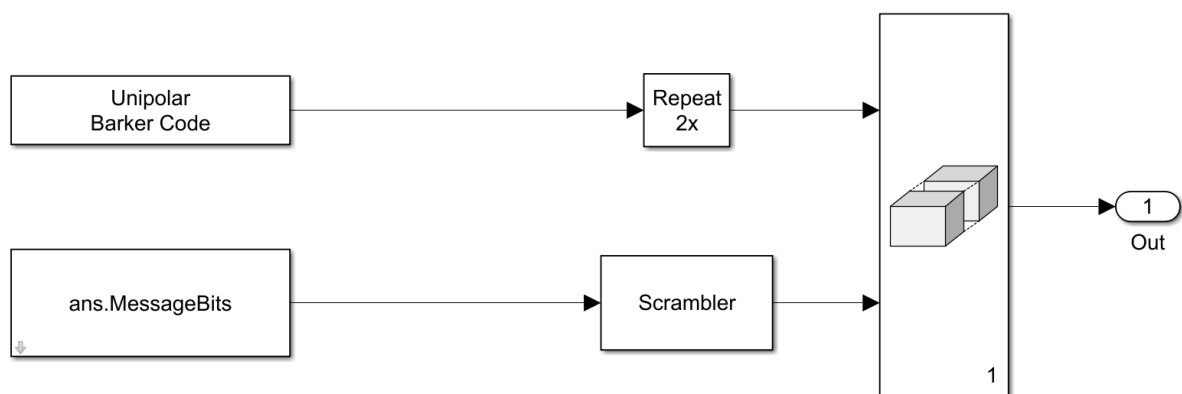 Unipolar
Barker Code
Repeat
2x
ans.MessageBits
Scrambler
1
1
Out